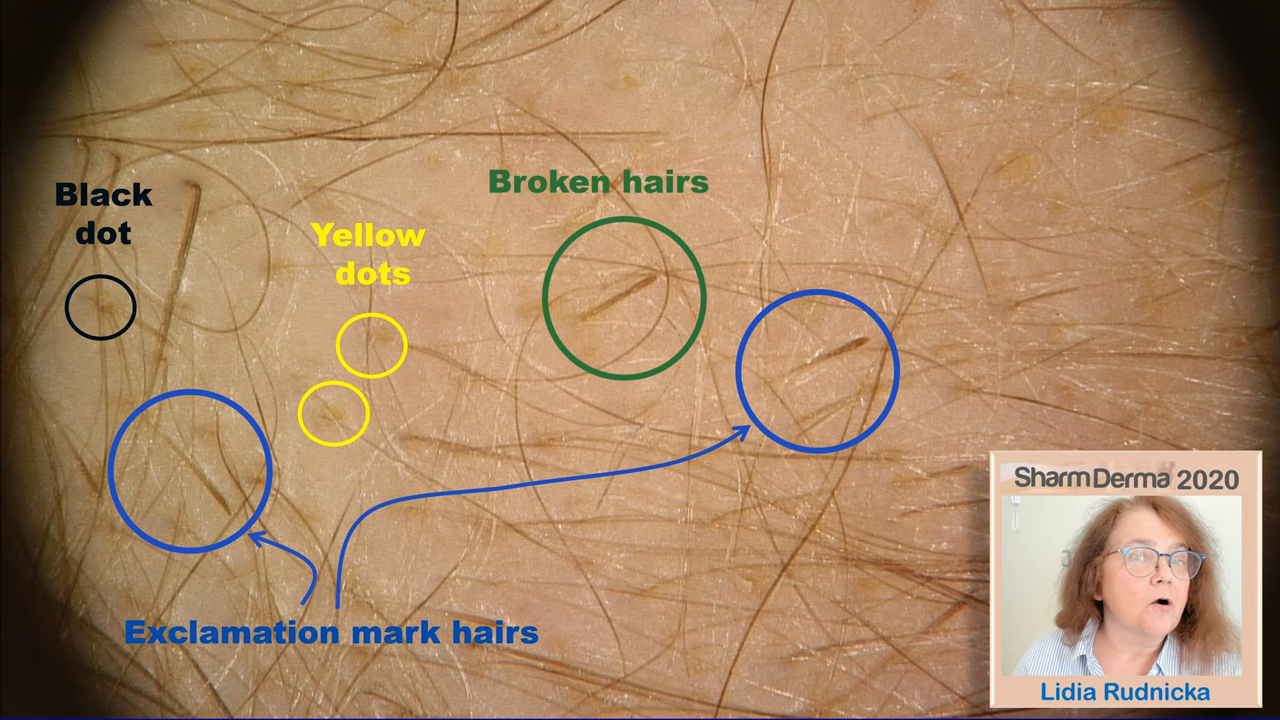 Black
dot
Yellow
dots
Broken hairs
Exclamation mark hairs
SharmDerma 2020
Lidia Rudnicka